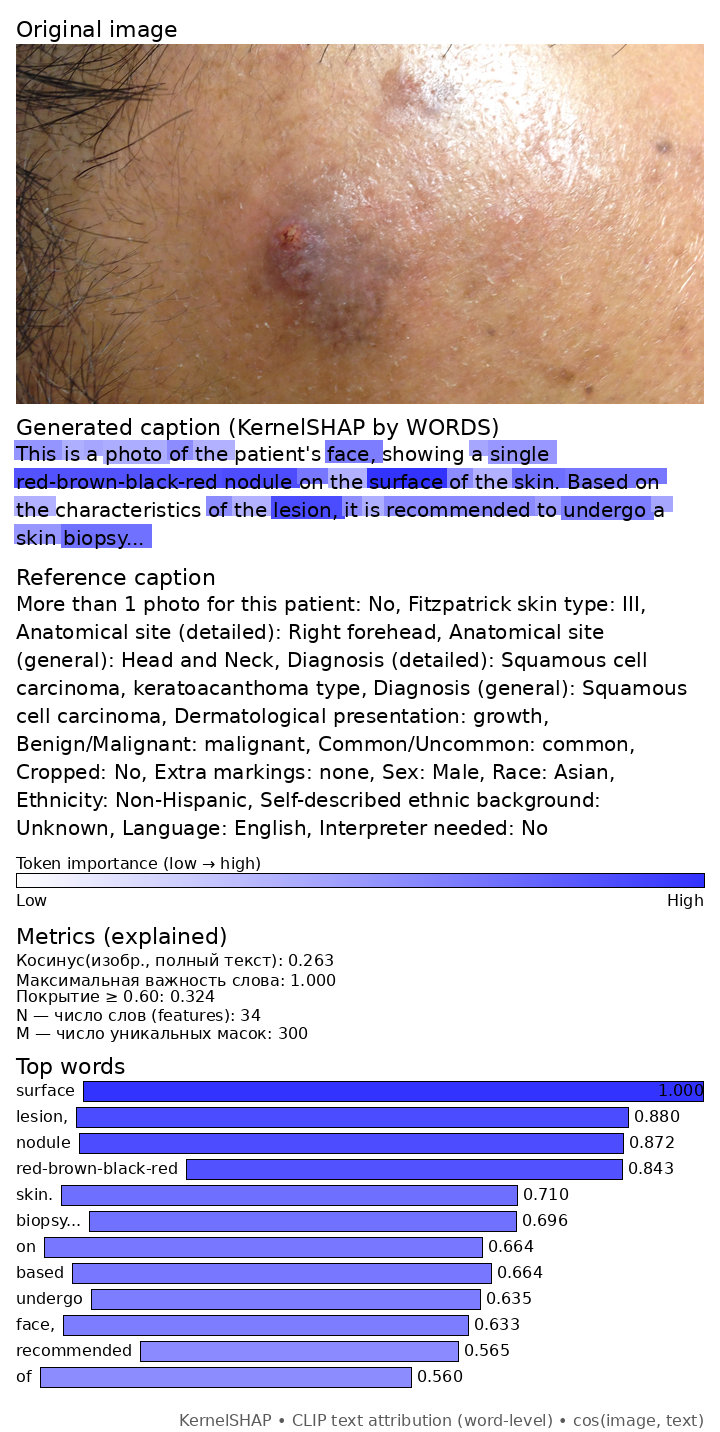 Original image
Generated caption (KernelSHAP by WORDS)
This is a photo of the patient's face, showing a single
red-brown-black-red nodule on the surface of the skin. Based on
the characteristics of the lesion, it is recommended to undergo a
skin biopsy...
Reference caption
More than 1 photo for this patient: No, Fitzpatrick skin type: III,
Anatomical site (detailed): Right forehead, Anatomical site
(general): Head and Neck, Diagnosis (detailed): Squamous cell
carcinoma, keratoacanthoma type, Diagnosis (general): Squamous
cell carcinoma, Dermatological presentation: growth,
Benign/Malignant: malignant, Common/Uncommon: common,
Cropped: No, Extra markings: none, Sex: Male, Race: Asian,
Ethnicity: Non-Hispanic, Self-described ethnic background:
Unknown, Language: English, Interpreter needed: No
Token importance (low → high)
Low High
Metrics (explained)
Косинус(изобр., полный текст): 0.263
Максимальная важность слова: 1.000
Покрытие ≥ 0.60: 0.324
N — число слов (features): 34
M — число уникальных масок: 300
Top words
surface 1.000
lesion, 0.880
nodule 0.872
red-brown-black-red 0.843
skin. 0.710
biopsy... 0.696
on 0.664
based 0.664
undergo 0.635
face, 0.633
recommended 0.565
of 0.560
KernelSHAP • CLIP text attribution (word-level) • cos(image, text)